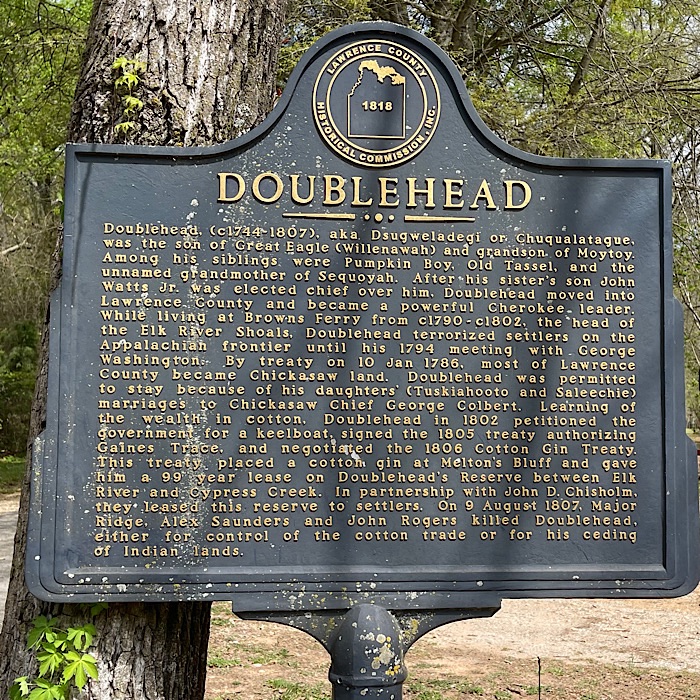 LAWRENCE COUNTY
1818
HISTORICAL COMMISSION, INC.
DOUBLEHEAD
Doublehead, (c1744-1807), aka Dsugweladegi or Chuqualatague,
was the son of Great Eagle (Willenawah) and grandson of Moytoy.
Among his siblings were Pumpkin Boy, Old Tassel, and the
unnamed grandmother of Sequoyah. After his sister's son John
Watts Jr. was elected chief over him, Doublehead moved into
Lawrence County and became a powerful Cherokee leader.
While living at Browns Ferry from c1790-c1802, the head of
the Elk River Shoals, Doublehead terrorized settlers on the
Appalachian frontier until his 1794 meeting with George
Washington. By treaty on 10 Jan 1786, most of Lawrence
County became Chickasaw land. Doublehead was permitted
to stay because of his daughters' (Tuskiahooto and Saleechie)
marriages to Chickasaw Chief George Colbert. Learning of
the wealth in cotton, Doublehead in 1802 petitioned the
government for a keelboat, signed the 1805 treaty authorizing
Gaines Trace, and negotiated the 1806 Cotton Gin Treaty.
This treaty placed a cotton gin at Melton's Bluff and gave
him a 99 year lease on Doublehead's Reserve between Elk
River and Cypress Creek. In partnership with John D. Chisholm,
they leased this reserve to settlers. On 9 August 1807, Major
Ridge, Alex Saunders and John Rogers killed Doublehead,
either for control of the cotton trade or for his ceding
of Indian lands.